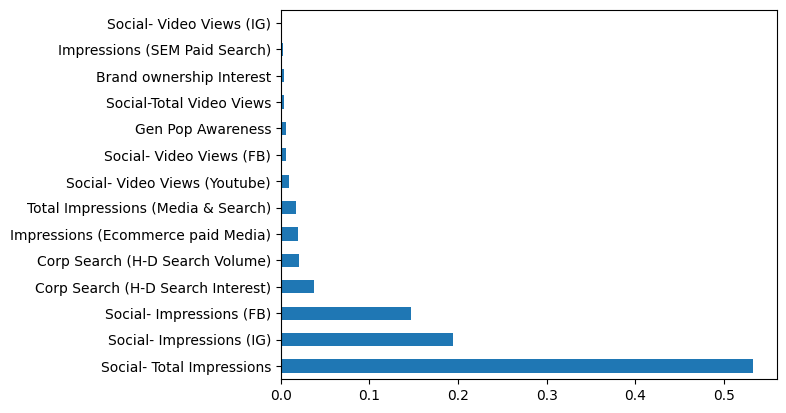 Social- Video Views (IG)
Impressions (SEM Paid Search)
Brand ownership Interest
Social-Total Video Views
Gen Pop Awareness
Social- Video Views (FB)
Social- Video Views (Youtube)
Total Impressions (Media & Search)
Impressions (Ecommerce paid Media)
Corp Search (H-D Search Volume)
Corp Search (H-D Search Interest)
Social- Impressions (FB)
Social- Impressions (IG)
Social- Total Impressions
0.0 0.1 0.2 0.3 0.4 0.5